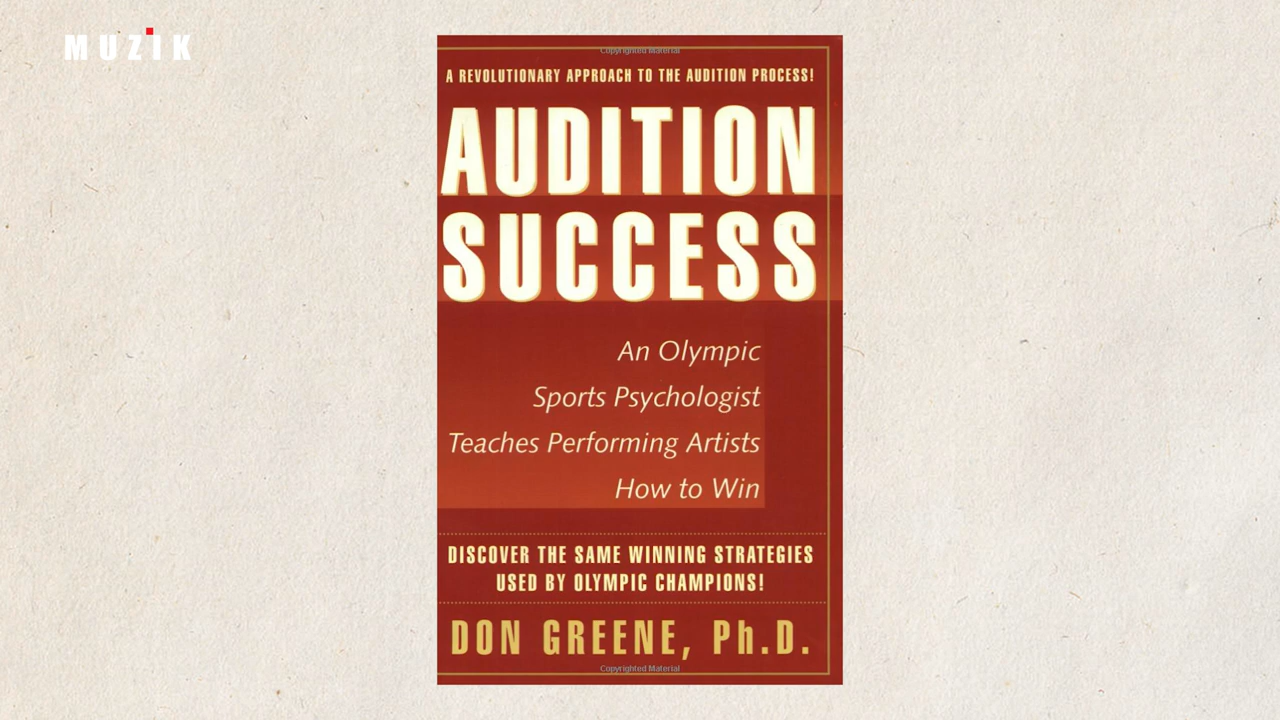 MUZIK
Copyrighted Material
A REVOLUTIONARY APPROACH TO THE AUDITION PROCESS!
AUDITION
SUCCESS
An Olympic
Sports Psychologist
Teaches Performing Artists
How to Win
DISCOVER THE SAME WINNING STRATEGIES
USED BY OLYMPIC CHAMPIONS!
DON GREENE, Ph.D.
Copyrighted Material